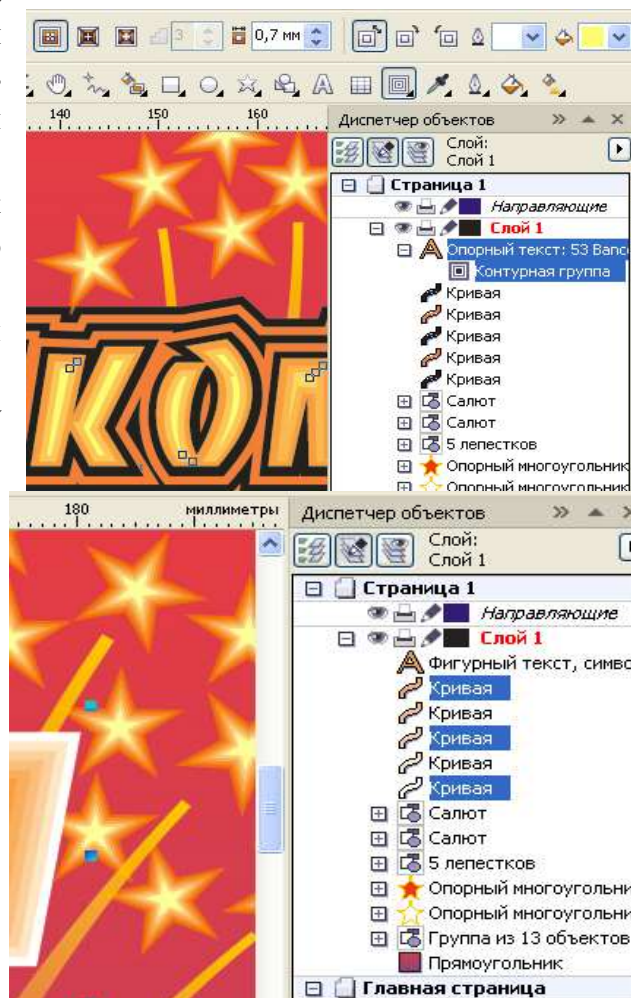 3 0,7 мм
140 150 160
Диспетчер объектов
Слой:
Слой 1
Страница 1
Направляющие
Слой 1
Опорный текст: 53 Banc
Контурная группа
Кривая
Кривая
Кривая
Кривая
Кривая
Салют
Салют
5 лепестков
Опорный многоугольник
Опорный многоугольник
КОП
180 миллиметры
Диспетчер объектов
Слой:
Слой 1
Страница 1
Направляющие
Слой 1
Фигурный текст, симво
Кривая
Кривая
Кривая
Кривая
Кривая
Салют
Салют
5 лепестков
Опорный многоугольни
Опорный многоугольни
Группа из 13 объектов
Прямоугольник
Главная страница